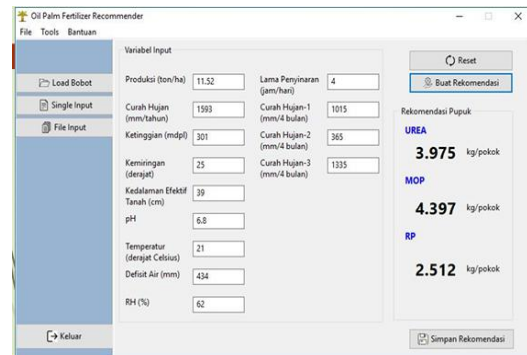 Oil Palm Fertilizer Recommender
File Tools Bantuan
Load Bobot
Single Input
File Input
Keluar
Variabel Input
Produksi (ton/ha) 11.52
Curah Hujan
(mm/tahun) 1593
Ketinggian (mdpl) 301
Kemiringan
(derajat) 25
Kedalaman Efektif
Tanah (cm) 39
pH 6.8
Temperatur
(derajat Celsius) 21
Defisit Air (mm) 434
RH (%) 62
Lama Penyinaran
(jam/hari) 4
Curah Hujan-1
(mm/4 bulan) 1015
Curah Hujan-2
(mm/4 bulan) 365
Curah Hujan-3
(mm/4 bulan) 1335
Reset
Buat Rekomendasi
Rekomendasi Pupuk
UREA
3.975 kg/pokok
MOP
4.397 kg/pokok
RP
2.512 kg/pokok
Simpan Rekomendasi